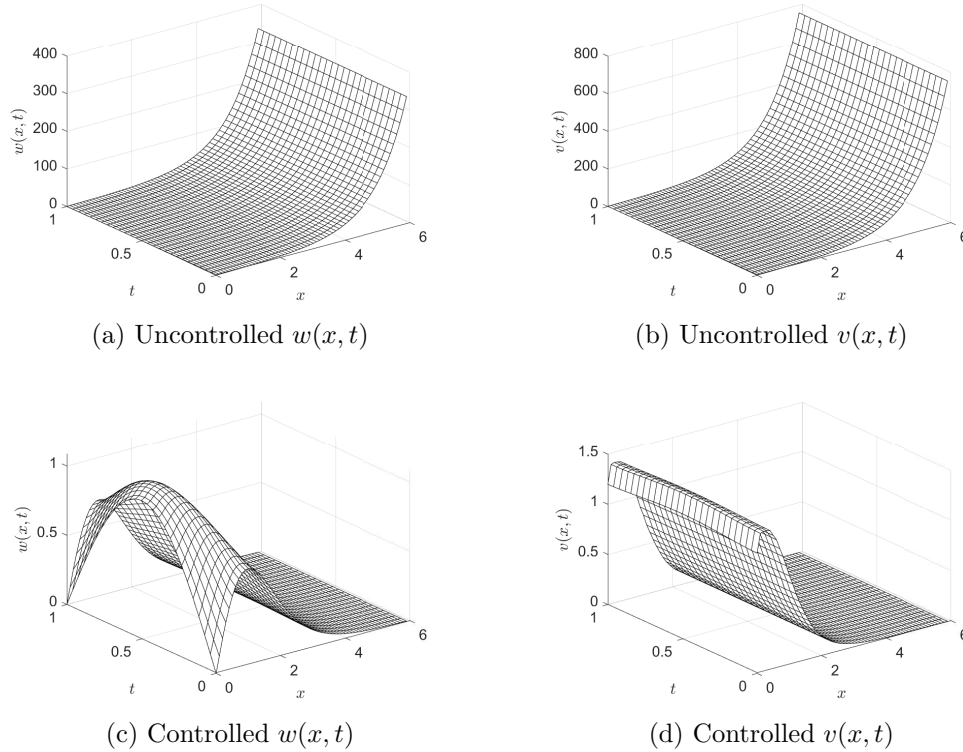 400
300
200
100
0
w(x, t)
1
0.5
0
t
0
2
4
6
x
(a) Uncontrolled w(x, t)
800
600
400
200
0
v(x, t)
1
0.5
0
t
0
2
4
6
x
(b) Uncontrolled v(x, t)
1
0.5
0
w(x, t)
1
0.5
0
t
0
2
4
6
x
(c) Controlled w(x, t)
1.5
1
0.5
0
v(x, t)
1
0.5
0
t
0
2
4
6
x
(d) Controlled v(x, t)